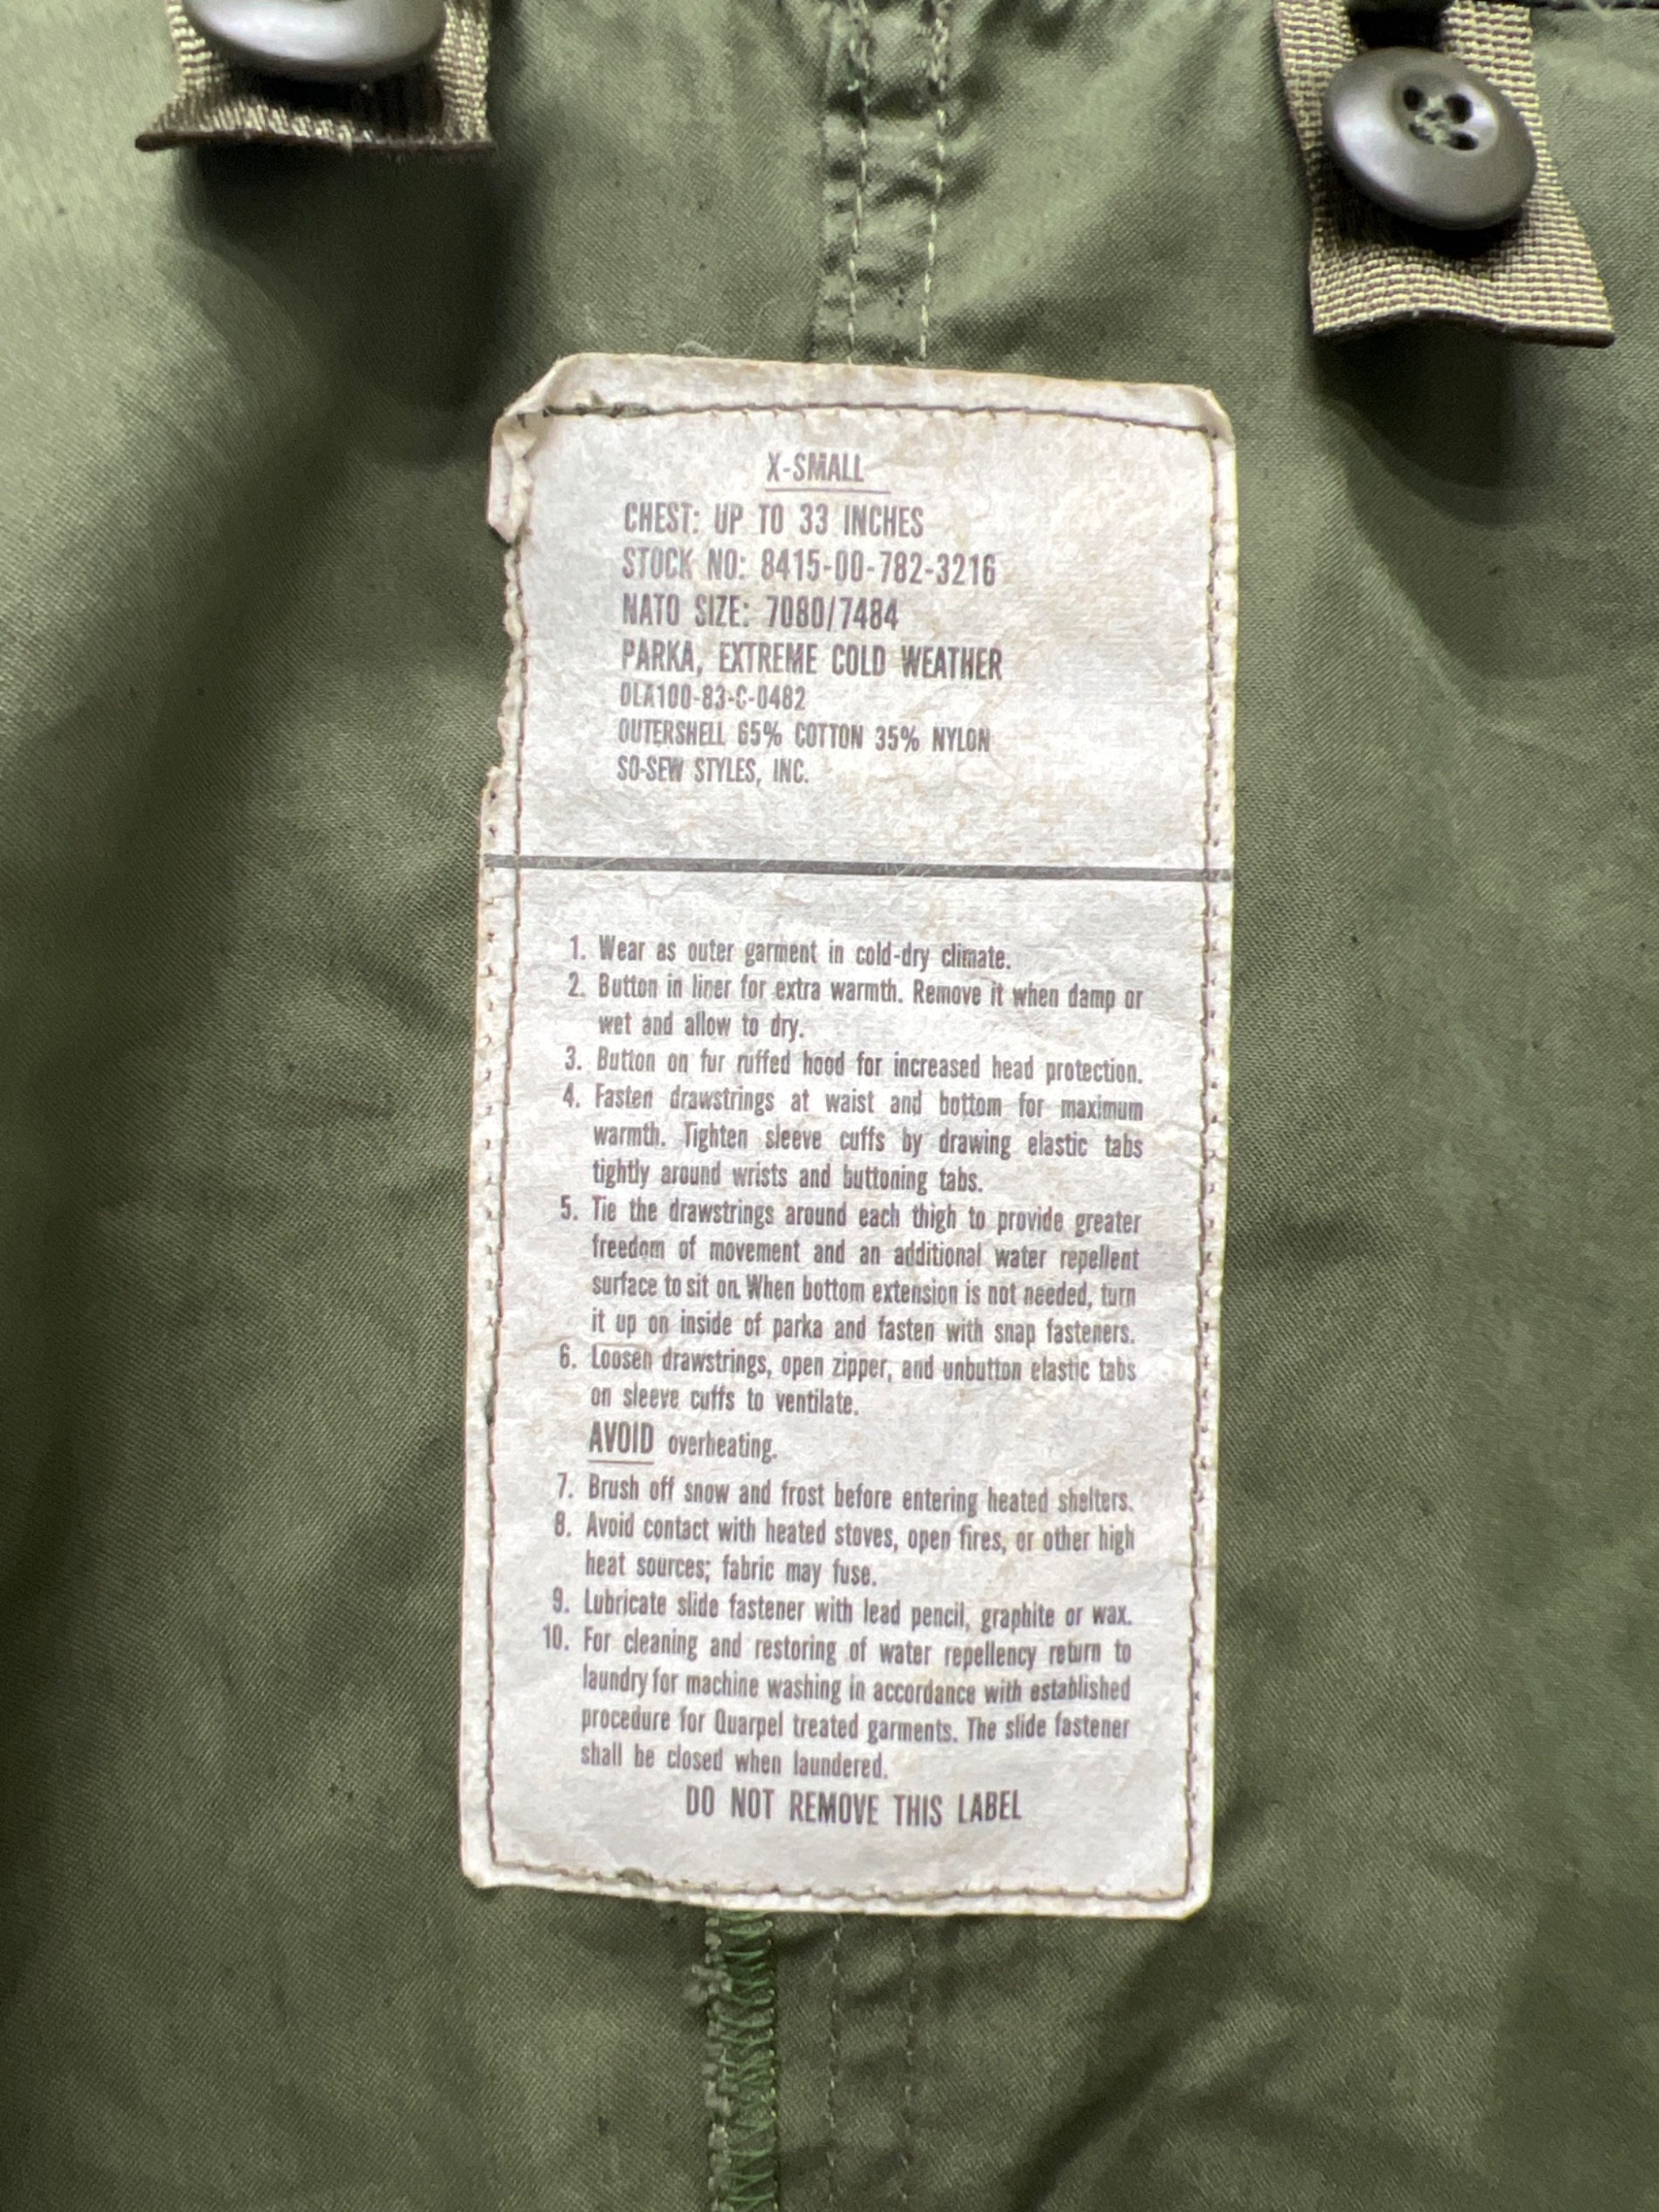 X-SMALL
CHEST: UP TO 33 INCHES
STOCK NO: 8415-00-782-3216
NATO SIZE: 7080/7484
PARKA, EXTREME COLD WEATHER
DLA100-83-C-0482
OUTERSHELL 65% COTTON 35% NYLON
SO-SEW STYLES, INC.
1. Wear as outer garment in cold-dry climate.
2. Button in liner for extra warmth. Remove it when damp or
wet and allow to dry.
3. Button on fur ruffed hood for increased head protection.
4. Fasten drawstrings at waist and bottom for maximum
warmth. Tighten sleeve cuffs by drawing elastic tabs
tightly around wrists and buttoning tabs.
5. Tie the drawstrings around each thigh to provide greater
freedom of movement and an additional water repellent
surface to sit on. When bottom extension is not needed, turn
it up on inside of parka and fasten with snap fasteners.
6. Loosen drawstrings, open zipper, and unbutton elastic tabs
on sleeve cuffs to ventilate.
AVOID overheating.
7. Brush off snow and frost before entering heated shelters.
8. Avoid contact with heated stoves, open fires, or other high
heat sources; fabric may fuse.
9. Lubricate slide fastener with lead pencil, graphite or wax.
10. For cleaning and restoring of water repellency return to
laundry for machine washing in accordance with established
procedure for Quarpel treated garments. The slide fastener
shall be closed when laundered.
DO NOT REMOVE THIS LABEL